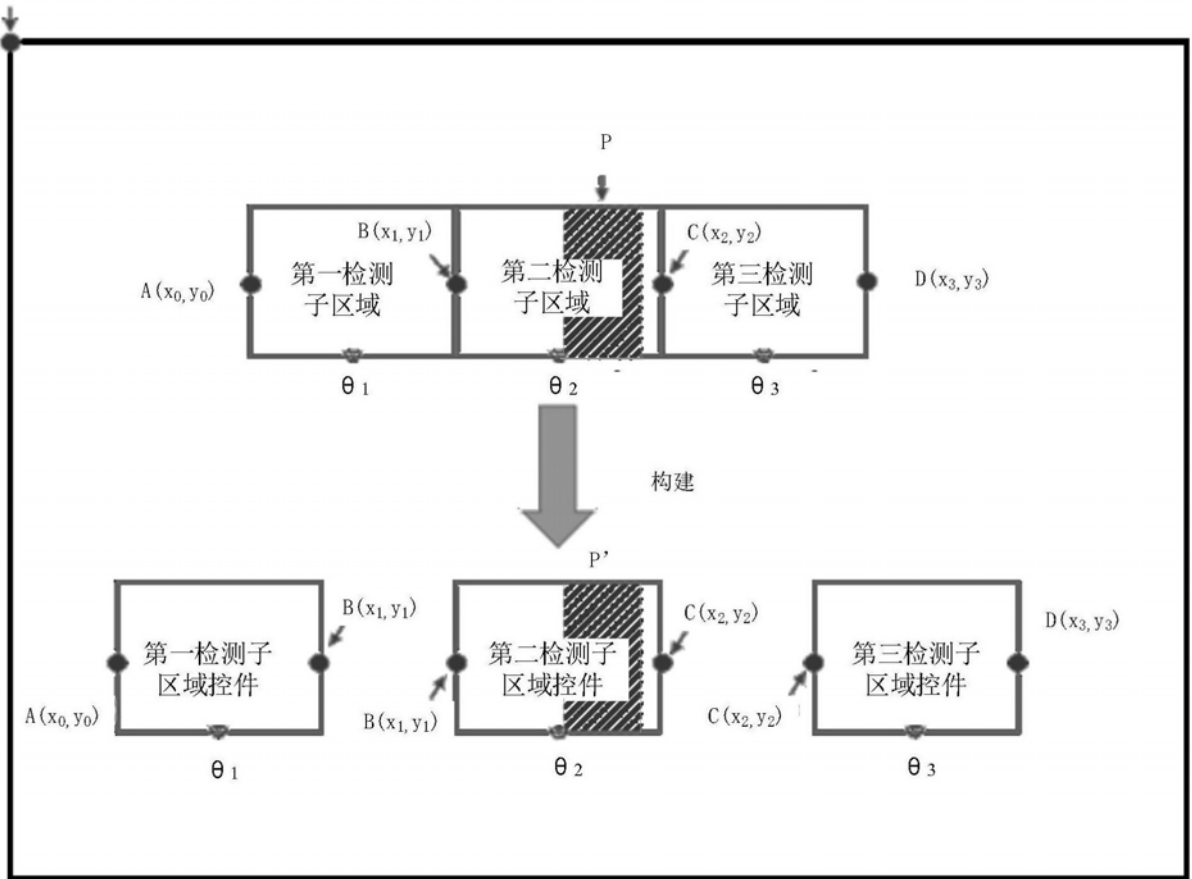 P
B(x₁,y₁)
C(x₂,y₂)
A(x₀,y₀)
第一检测
子区域
第二检测
子区域
第三检测
子区域
D(x₃,y₃)
θ₁
θ₂
θ₃
构建
P'
B(x₁,y₁)
C(x₂,y₂)
D(x₃,y₃)
第一检测子
区域控件
第二检测子
区域控件
第三检测子
区域控件
A(x₀,y₀)
B(x₁,y₁)
C(x₂,y₂)
θ₁
θ₂
θ₃